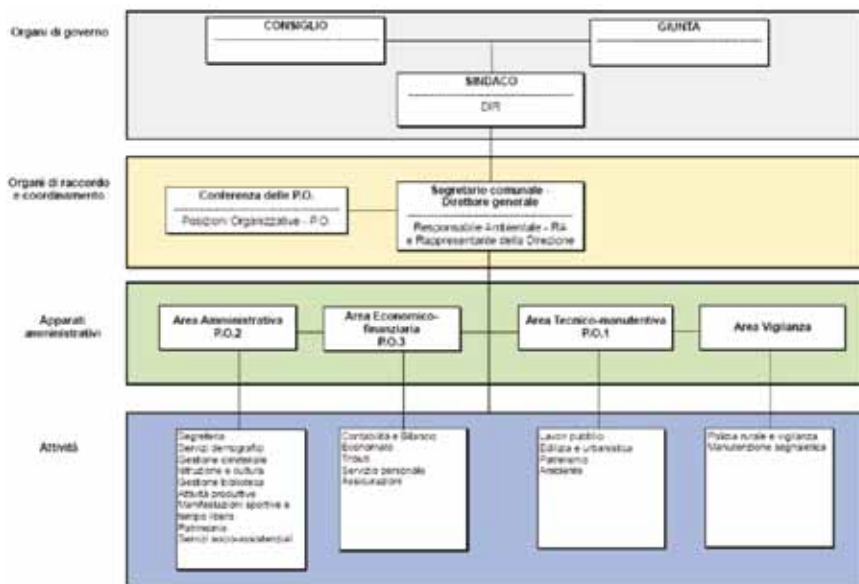 Organi di governo
CONSIGLIO
GIUNTA
SINDACO
DIR
Organi di raccordo
e coordinamento
Conferenza delle P.O.
Posizioni Organizzative - P.O.
Segretario comunale -
Direttore generale
Responsabile Ambientale - RA
e Rappresentante della Direzione
Apparati
amministrativi
Area Amministrativa
P.O.2
Area Economico-
finanziaria
P.O.3
Area Tecnico-manutentiva
P.O.1
Area Vigilanza
Attività
Segreteria
Servizi demografici
Gestione cimiteriale
Istruzione e cultura
Gestione biblioteca
Attività produttive
Manifestazioni sportive e
tempo libero
Patrimonio
Servizi socio-assistenziali
Contabilità e Bilancio
Economato
Tributi
Servizio personale
Assicurazioni
Lavori pubblici
Edilizia e urbanistica
Patrimonio
Ambiente
Polizia rurale e vigilanza
Manutenzione segnaletica